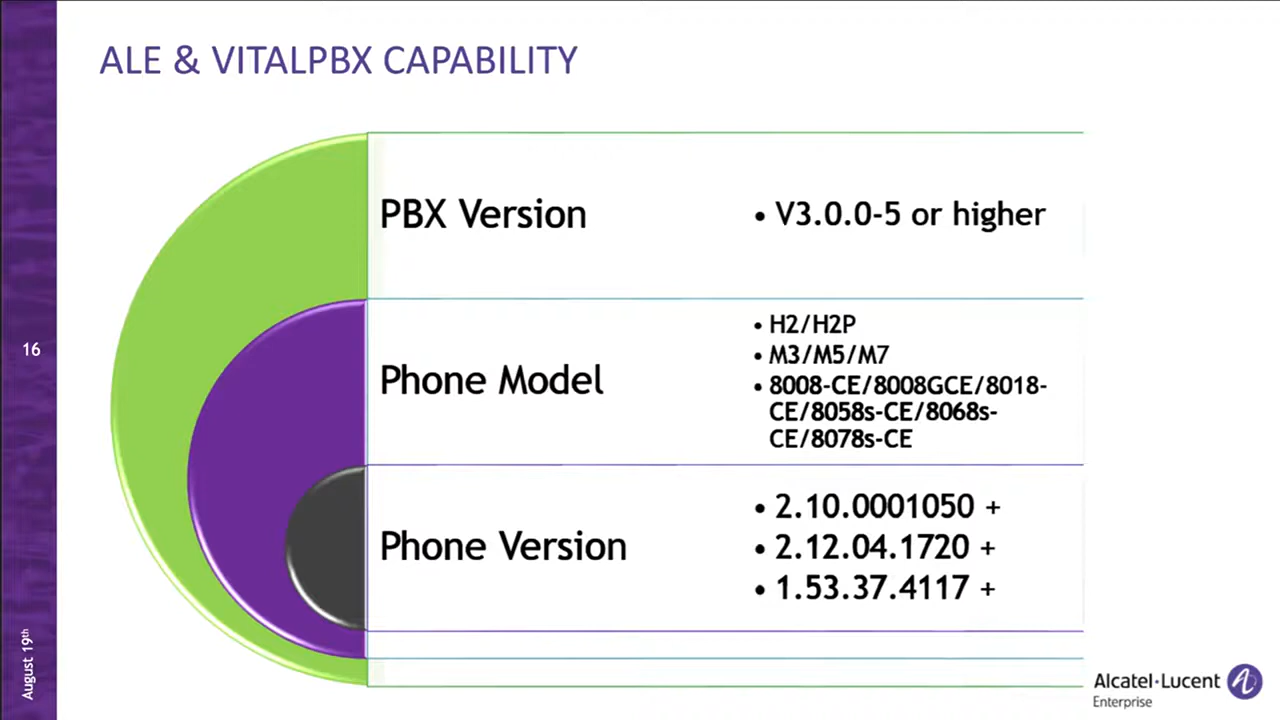 ALE & VITALPBX CAPABILITY
PBX Version
• V3.0.0-5 or higher
Phone Model
• H2/H2P
• M3/M5/M7
• 8008-CE/8008GCE/8018-
CE/8058s-CE/8068s-
CE/8078s-CE
Phone Version
• 2.10.0001050 +
• 2.12.04.1720 +
• 1.53.37.4117 +
16
August 19th
Alcatel·Lucent
Enterprise